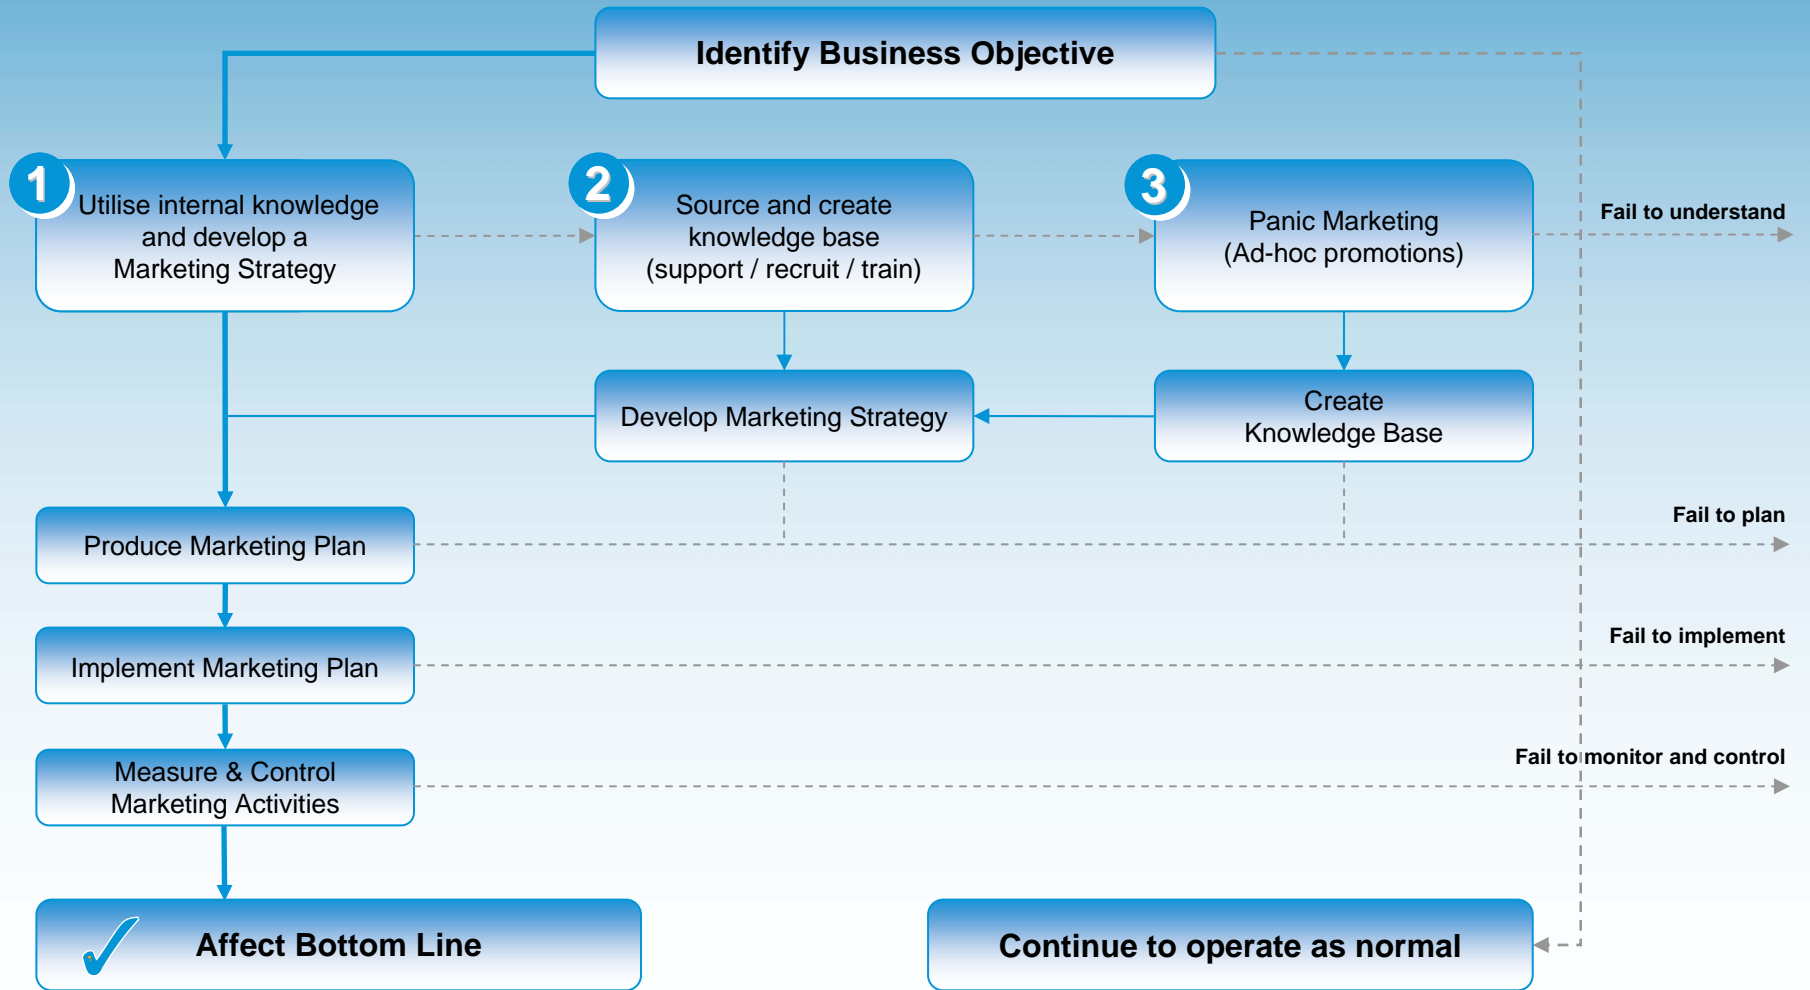 Identify Business Objective
1
Utilise internal knowledge
and develop a
Marketing Strategy
2
Source and create
knowledge base
(support / recruit / train)
3
Panic Marketing
(Ad-hoc promotions)
Fail to understand
Develop Marketing Strategy
Create
Knowledge Base
Produce Marketing Plan
Fail to plan
Implement Marketing Plan
Fail to implement
Measure & Control
Marketing Activities
Fail to monitor and control
Affect Bottom Line
Continue to operate as normal